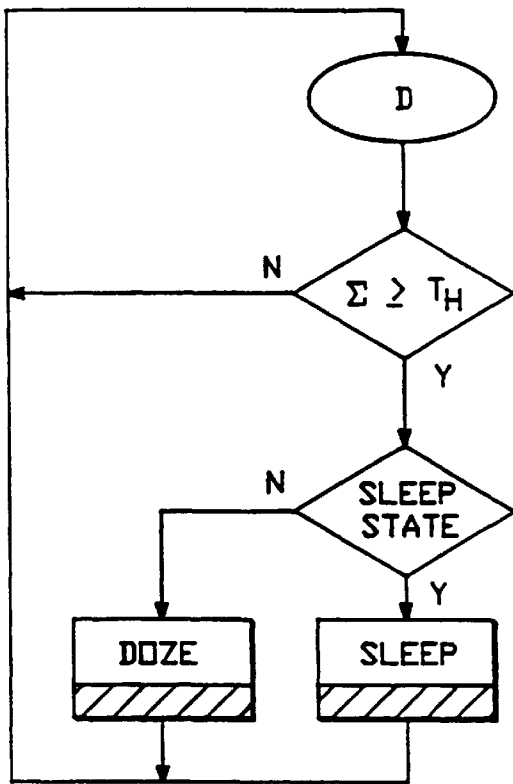 D
N
Σ ≥ T_H
Y
N
SLEEP
STATE
Y
DOZE
SLEEP